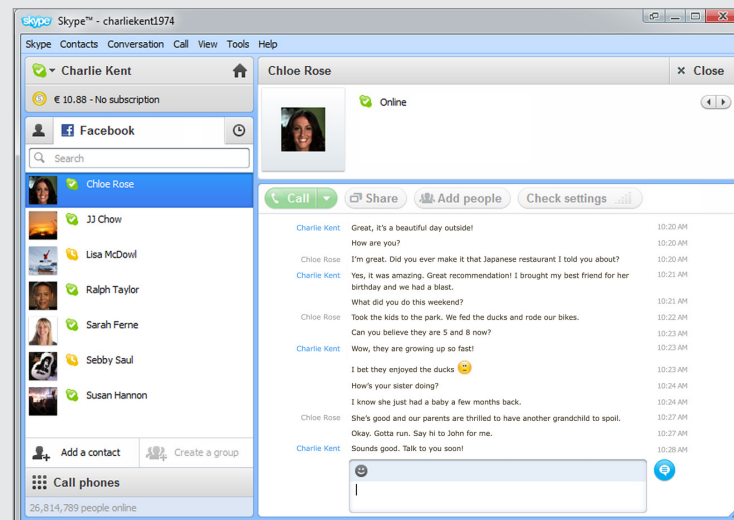 skype Skype™ - charliekent1974
Skype Contacts Conversation Call View Tools Help
Charlie Kent
€ 10.88 - No subscription
Facebook
Search
Chloe Rose
JJ Chow
Lisa McDowl
Ralph Taylor
Sarah Ferne
Sebby Saul
Susan Hannon
Add a contact Create a group
Call phones
26,814,789 people online
Chloe Rose × Close
Online
Call Share Add people Check settings
Charlie Kent Great, it's a beautiful day outside! 10:20 AM
How are you? 10:20 AM
Chloe Rose I'm great. Did you ever make it that Japanese restaurant I told you about? 10:20 AM
Charlie Kent Yes, it was amazing. Great recommendation! I brought my best friend for her 10:21 AM
birthday and we had a blast.
What did you do this weekend? 10:21 AM
Chloe Rose Took the kids to the park. We fed the ducks and rode our bikes. 10:22 AM
Can you believe they are 5 and 8 now? 10:23 AM
Charlie Kent Wow, they are growing up so fast! 10:23 AM
I bet they enjoyed the ducks 10:23 AM
How's your sister doing? 10:24 AM
I know she just had a baby a few months back. 10:24 AM
Chloe Rose She's good and our parents are thrilled to have another grandchild to spoil. 10:27 AM
Okay. Gotta run. Say hi to John for me. 10:27 AM
Charlie Kent Sounds good. Talk to you soon! 10:28 AM